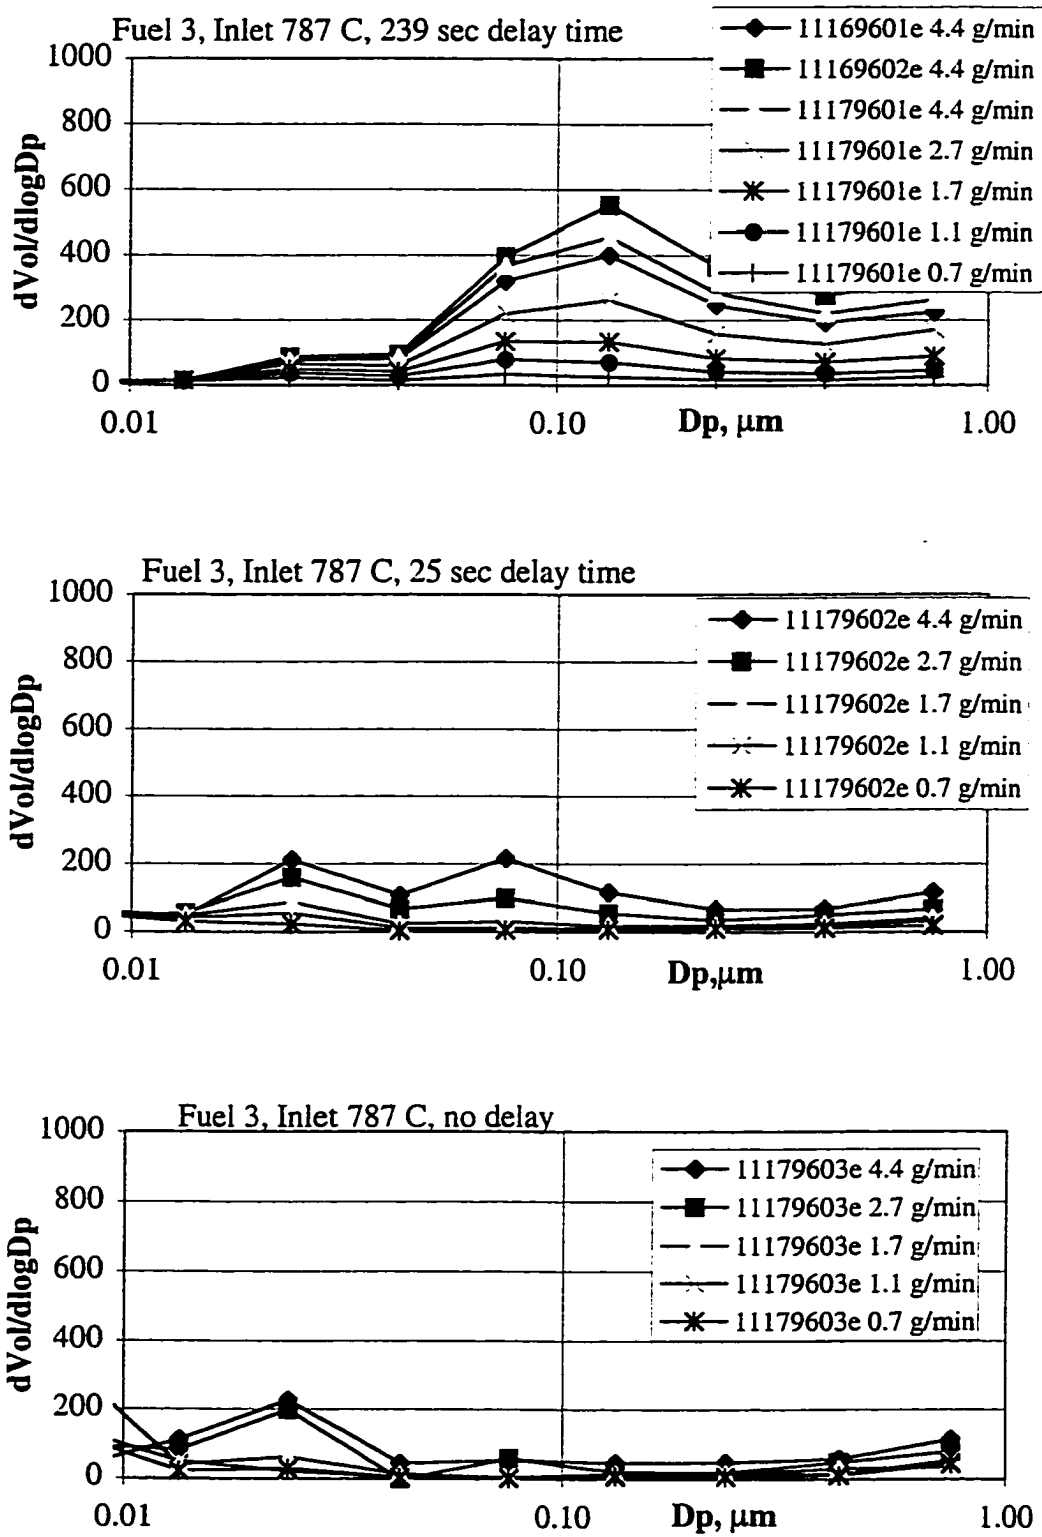 Fuel 3, Inlet 787 C, 239 sec delay time
11169601e 4.4 g/min
11169602e 4.4 g/min
11179601e 4.4 g/min
11179601e 2.7 g/min
11179601e 1.7 g/min
11179601e 1.1 g/min
11179601e 0.7 g/min
dVol/dlogDp
1000
800
600
400
200
0
0.01
0.10
Dp, µm
1.00
Fuel 3, Inlet 787 C, 25 sec delay time
11179602e 4.4 g/min
11179602e 2.7 g/min
11179602e 1.7 g/min
11179602e 1.1 g/min
11179602e 0.7 g/min
dVol/dlogDp
1000
800
600
400
200
0
0.01
0.10
Dp,µm
1.00
Fuel 3, Inlet 787 C, no delay
11179603e 4.4 g/min
11179603e 2.7 g/min
11179603e 1.7 g/min
11179603e 1.1 g/min
11179603e 0.7 g/min
dVol/dlogDp
1000
800
600
400
200
0
0.01
0.10
Dp, µm
1.00